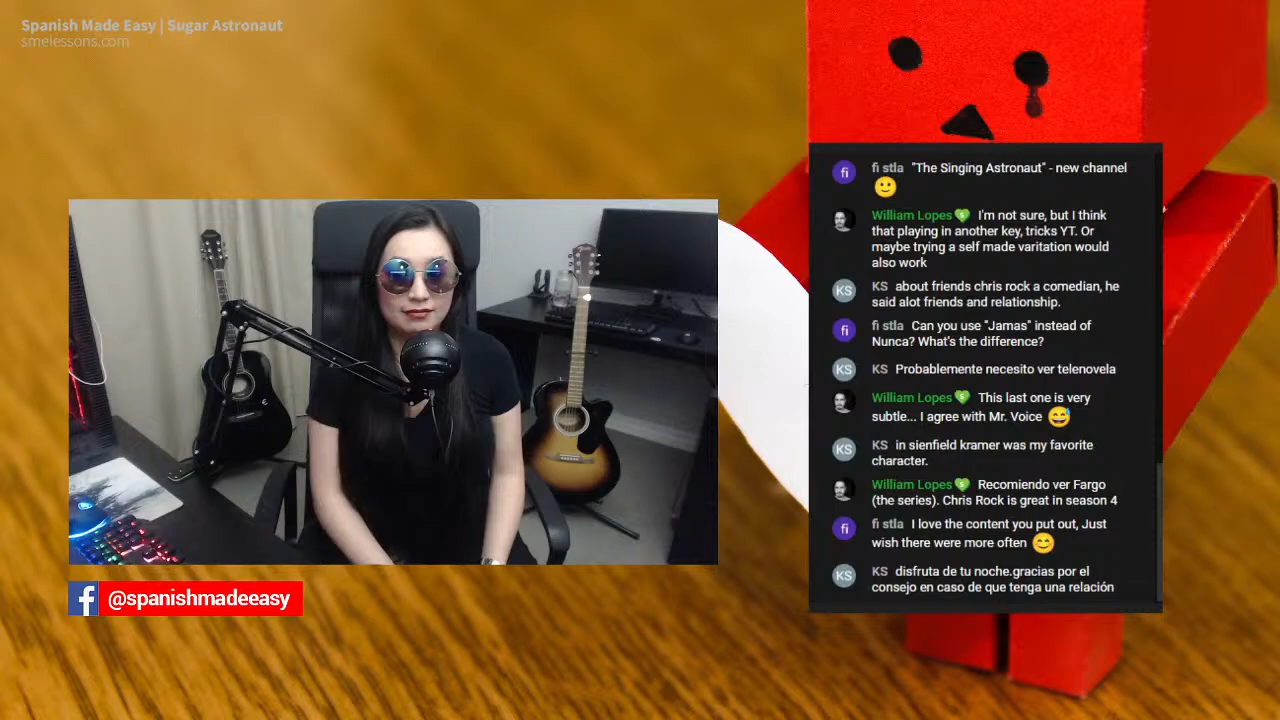 Spanish Made Easy | Sugar Astronaut
smelessons.com
fi stla "The Singing Astronaut" - new channel
William Lopes I'm not sure, but I think
that playing in another key, tricks YT. Or
maybe trying a self made varitation would
also work
KS about friends chris rock a comedian, he
said alot friends and relationship.
fi stla Can you use "Jamas" instead of
Nunca? What's the difference?
KS Probablemente necesito ver telenovela
William Lopes This last one is very
subtle... I agree with Mr. Voice
KS in sienfield kramer was my favorite
character.
William Lopes Recomiendo ver Fargo
(the series). Chris Rock is great in season 4
fi stla I love the content you put out, Just
wish there were more often
KS disfruta de tu noche.gracias por el
consejo en caso de que tenga una relación
@spanishmadeeasy